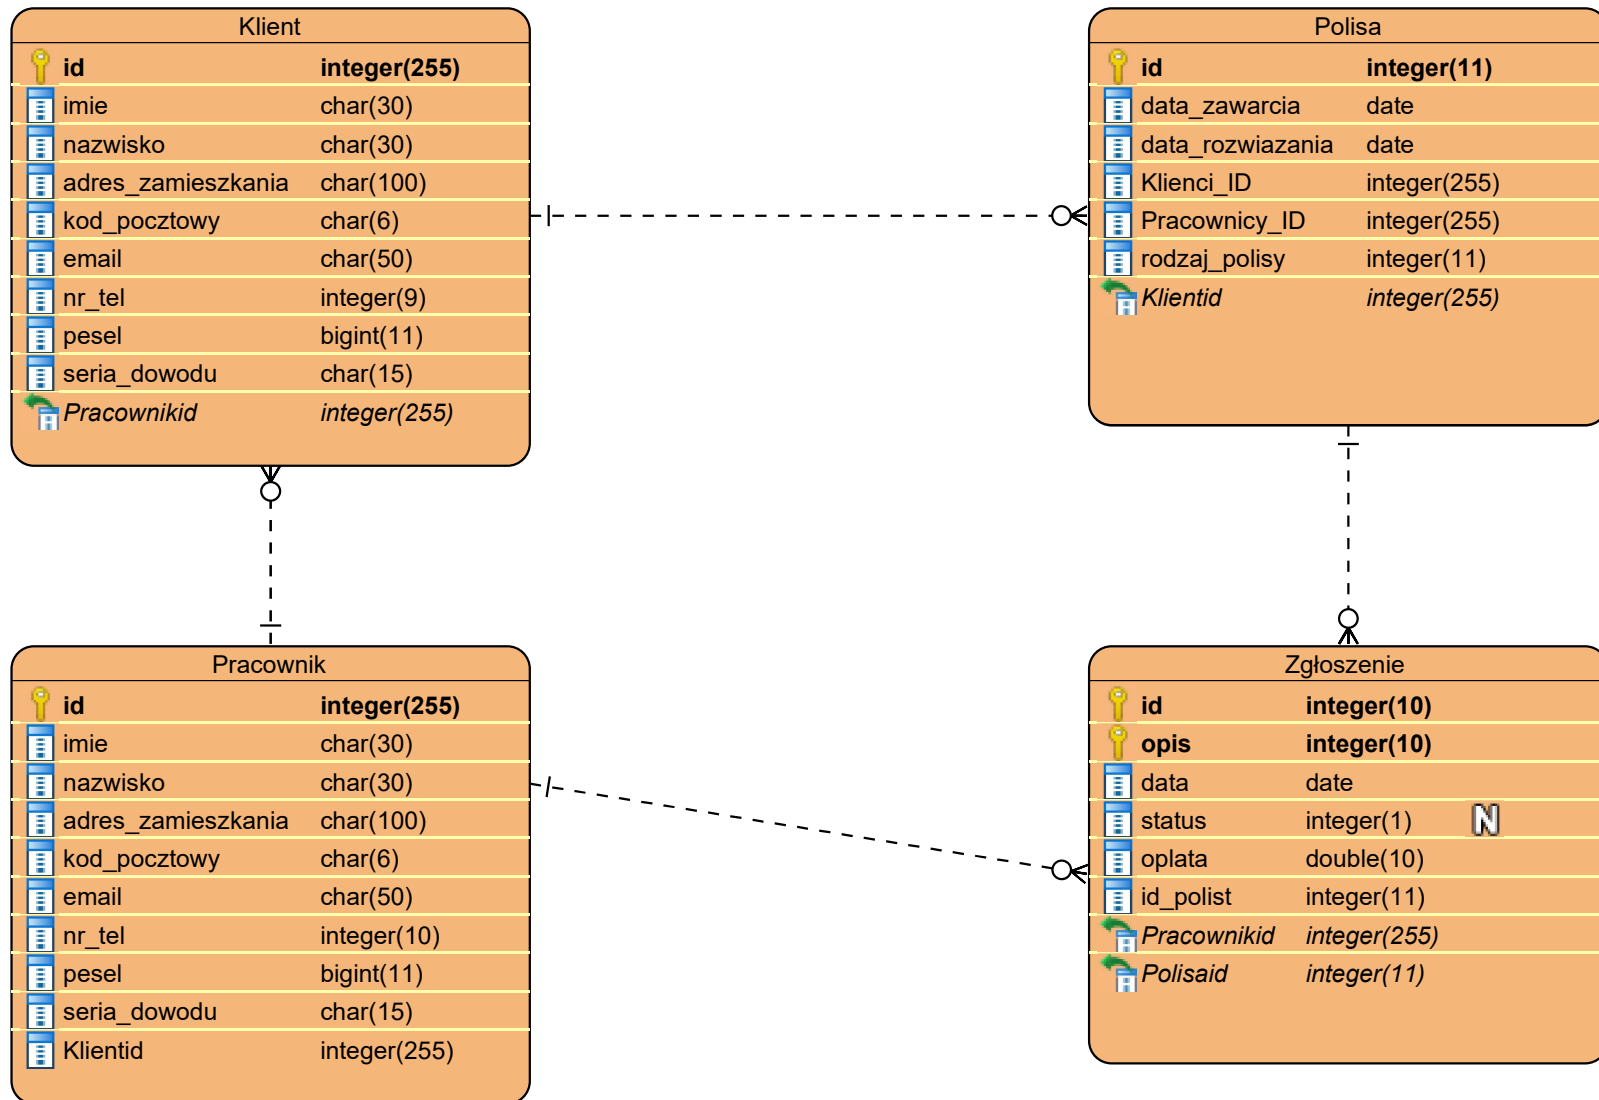 Klient
id integer(255)
imie char(30)
nazwisko char(30)
adres_zamieszkania char(100)
kod_pocztowy char(6)
email char(50)
nr_tel integer(9)
pesel bigint(11)
seria_dowodu char(15)
Pracownikid integer(255)
Polisa
id integer(11)
data_zawarcia date
data_rozwiazania date
Klienci_ID integer(255)
Pracownicy_ID integer(255)
rodzaj_polisy integer(11)
Klientid integer(255)
Pracownik
id integer(255)
imie char(30)
nazwisko char(30)
adres_zamieszkania char(100)
kod_pocztowy char(6)
email char(50)
nr_tel integer(10)
pesel bigint(11)
seria_dowodu char(15)
Klientid integer(255)
Zgłoszenie
id integer(10)
opis integer(10)
data date
status integer(1) N
oplata double(10)
id_polist integer(11)
Pracownikid integer(255)
Polisaid integer(11)